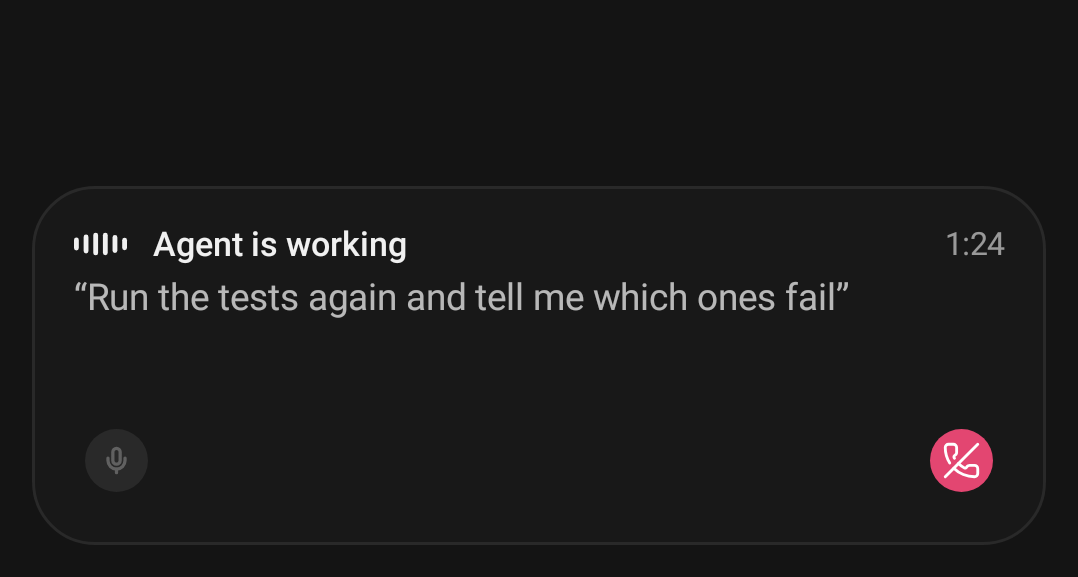 Agent is working
1:24
“Run the tests again and tell me which ones fail”